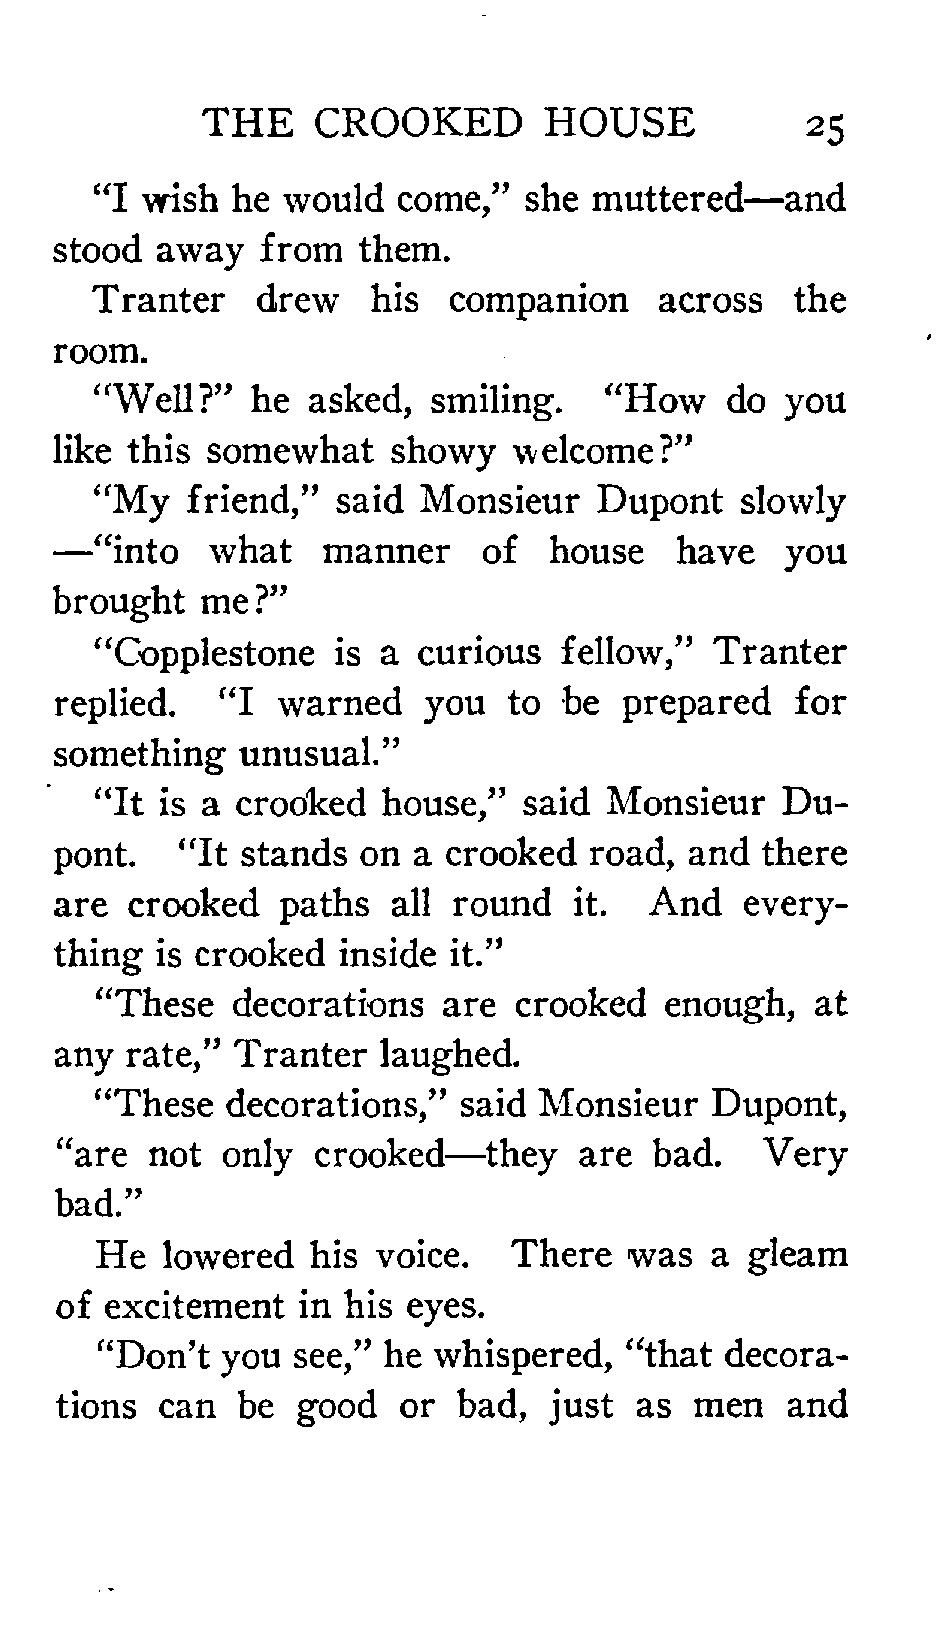 THE CROOKED HOUSE 25
"I wish he would come," she muttered—and
stood away from them.
Tranter drew his companion across the
room.
"Well?" he asked, smiling. "How do you
like this somewhat showy welcome?"
"My friend," said Monsieur Dupont slowly
—"into what manner of house have you
brought me?"
"Copplestone is a curious fellow," Tranter
replied. "I warned you to be prepared for
something unusual."
"It is a crooked house," said Monsieur Du-
pont. "It stands on a crooked road, and there
are crooked paths all round it. And every-
thing is crooked inside it."
"These decorations are crooked enough, at
any rate," Tranter laughed.
"These decorations," said Monsieur Dupont,
"are not only crooked—they are bad. Very
bad."
He lowered his voice. There was a gleam
of excitement in his eyes.
"Don't you see," he whispered, "that decora-
tions can be good or bad, just as men and